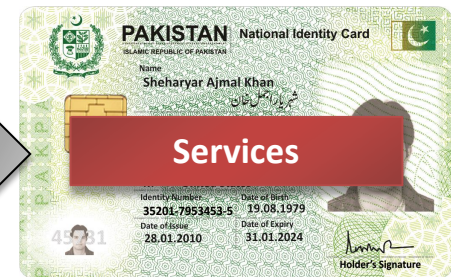 PAKISTAN National Identity Card
ISLAMIC REPUBLIC OF PAKISTAN
Name
Sheharyar Ajmal Khan
شہریار اجمل خان
Services
Identity Number Date of Birth
35201-7953453-5 19.08.1979
Date of Issue Date of Expiry
28.01.2010 31.01.2024
Holder's Signature